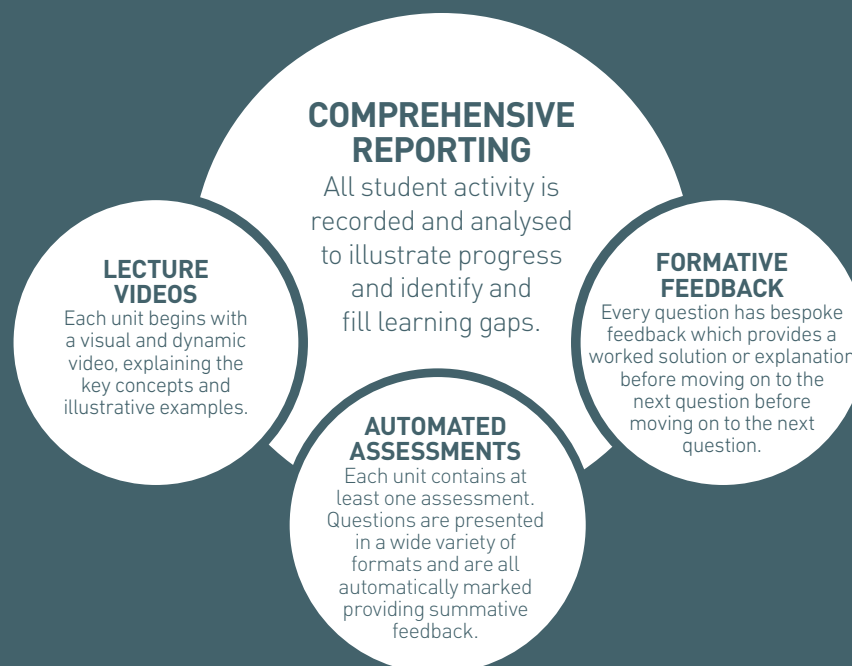 COMPREHENSIVE
REPORTING
All student activity is
recorded and analysed
to illustrate progress
and identify and
fill learning gaps.
LECTURE
VIDEOS
Each unit begins with
a visual and dynamic
video, explaining the
key concepts and
illustrative examples.
FORMATIVE
FEEDBACK
Every question has bespoke
feedback which provides a
worked solution or explanation
before moving on to the
next question before
moving on to the next
question.
AUTOMATED
ASSESSMENTS
Each unit contains at
least one assessment.
Questions are presented
in a wide variety of
formats and are all
automatically marked
providing summative
feedback.